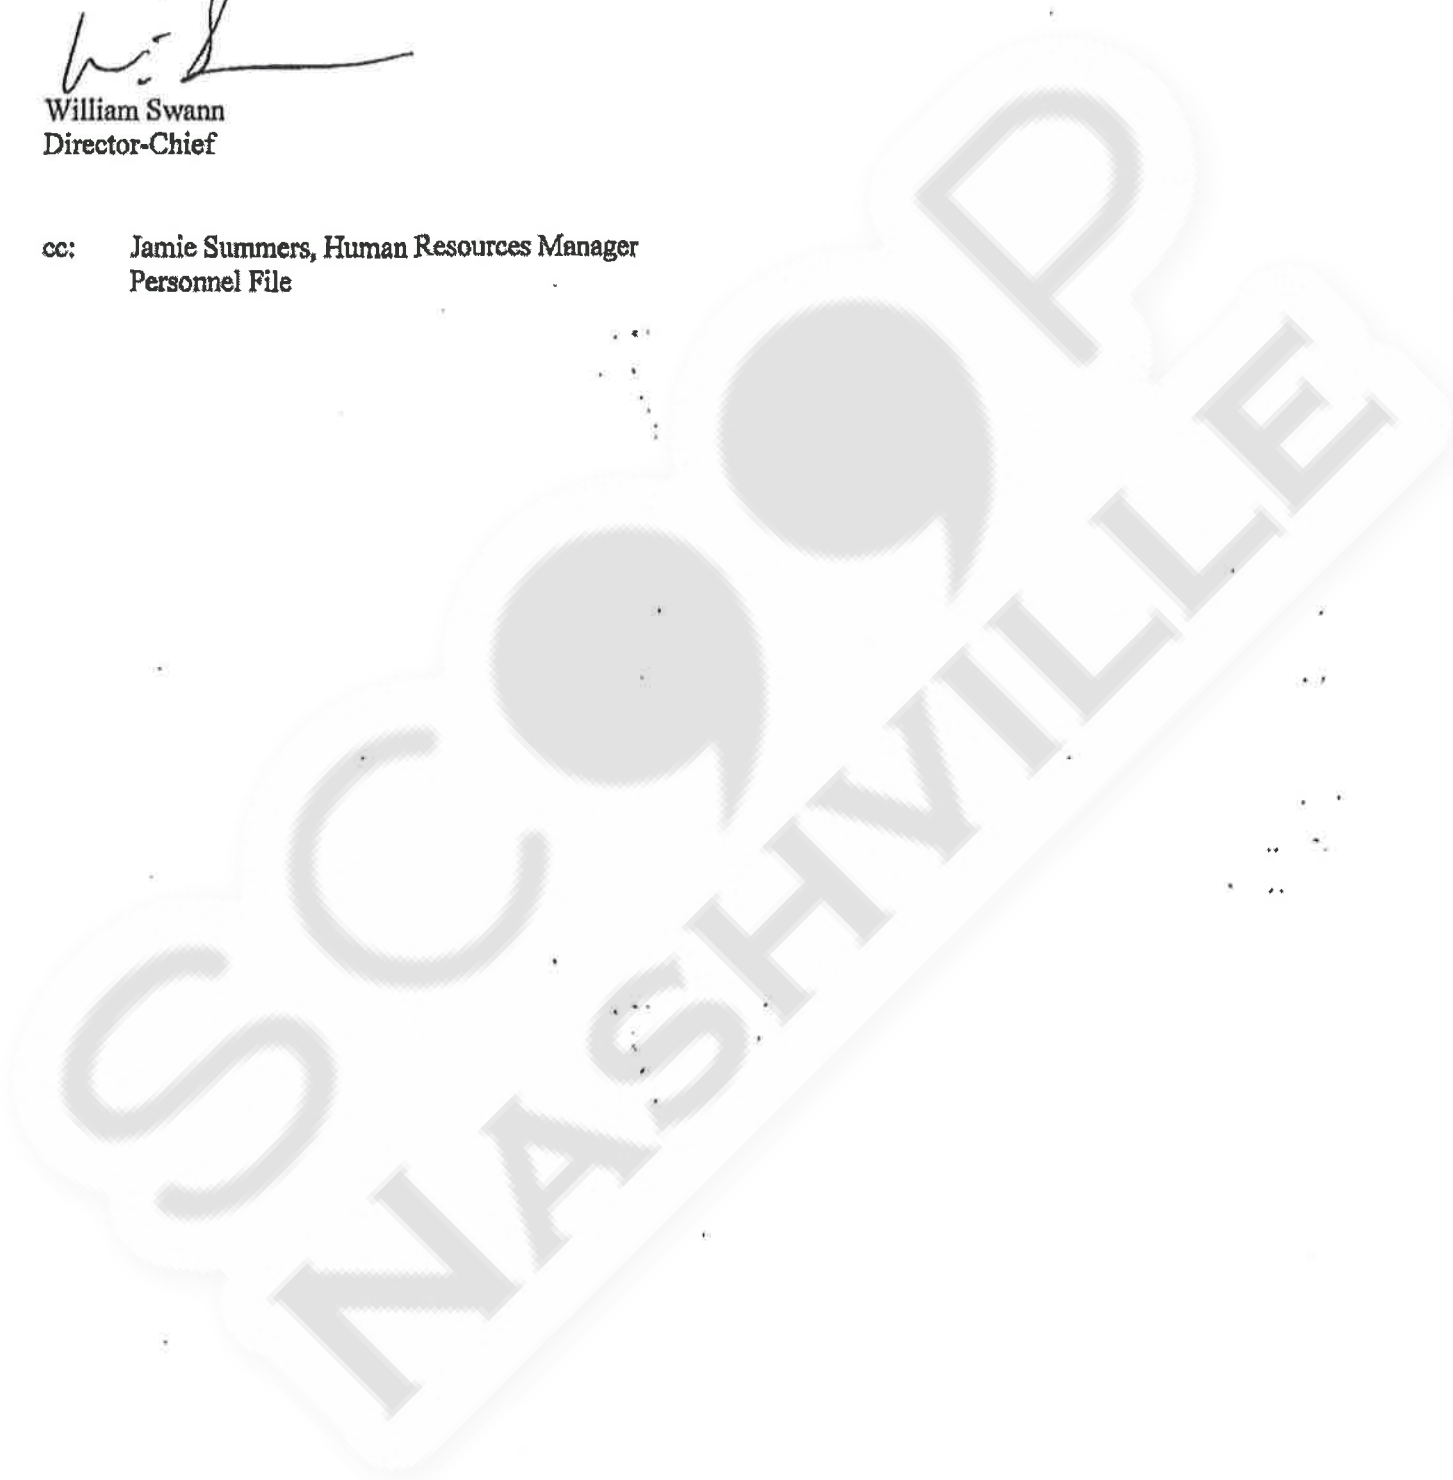 William Swann
Director-Chief
cc: Jamie Summers, Human Resources Manager
Personnel File
SCOOP
NASHVILLE